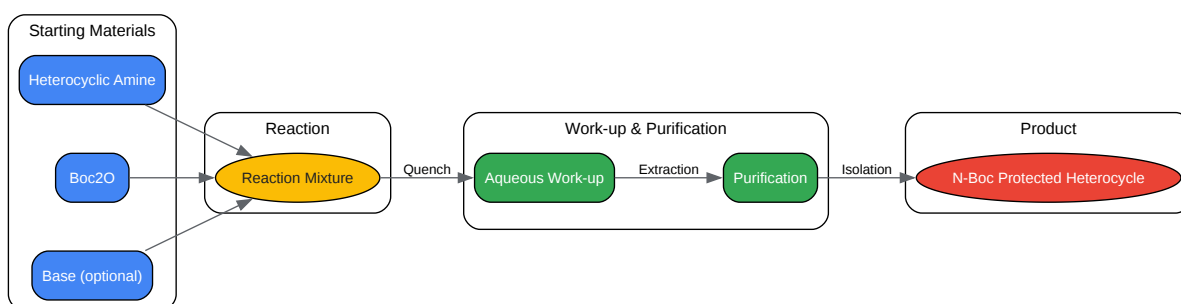 Starting Materials
Heterocyclic Amine
Boc2O
Base (optional)
Reaction
Reaction Mixture
Quench
Work-up & Purification
Aqueous Work-up
Extraction
Purification
Isolation
Product
N-Boc Protected Heterocycle